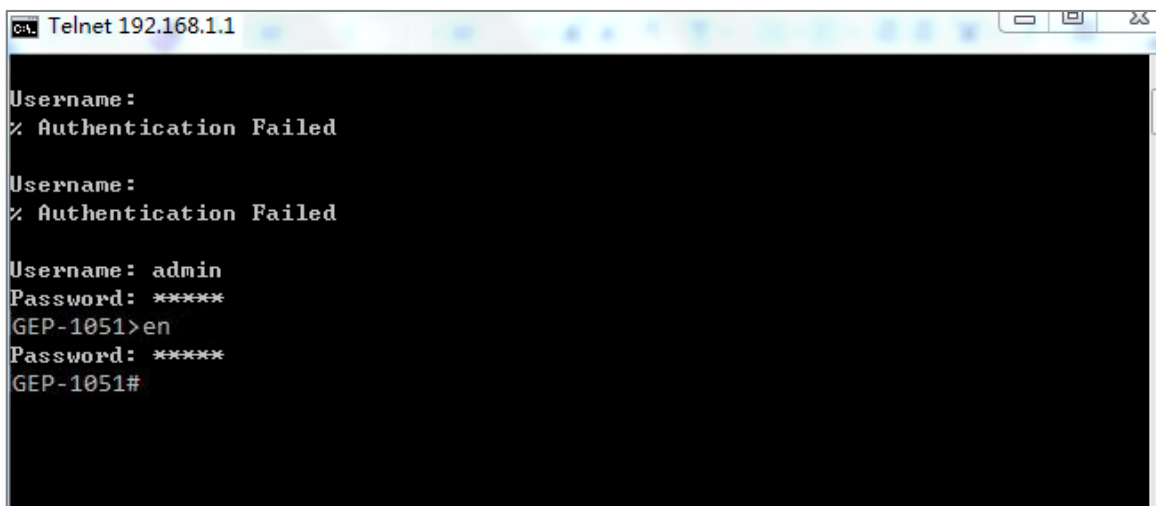 Telnet 192.168.1.1
Username:
% Authentication Failed
Username:
% Authentication Failed
Username: admin
Password: *****
GEP-1051>en
Password: *****
GEP-1051#